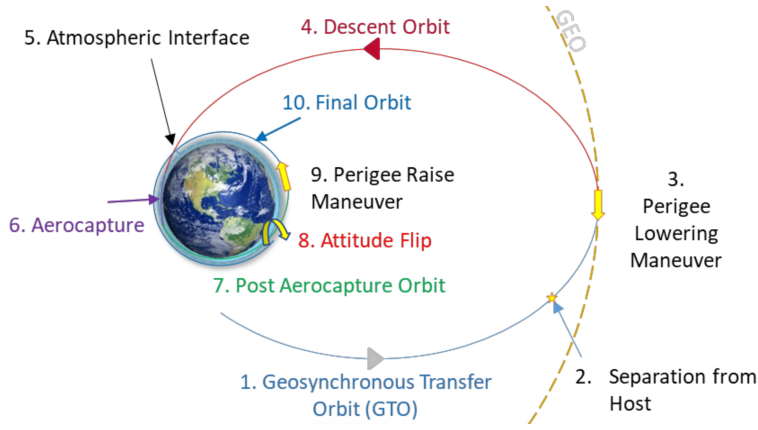 GEO
4. Descent Orbit
5. Atmospheric Interface
10. Final Orbit
9. Perigee Raise
Maneuver
3.
Perigee
Lowering
Maneuver
6. Aerocapture
8. Attitude Flip
7. Post Aerocapture Orbit
1. Geosynchronous Transfer
Orbit (GTO)
2. Separation from
Host